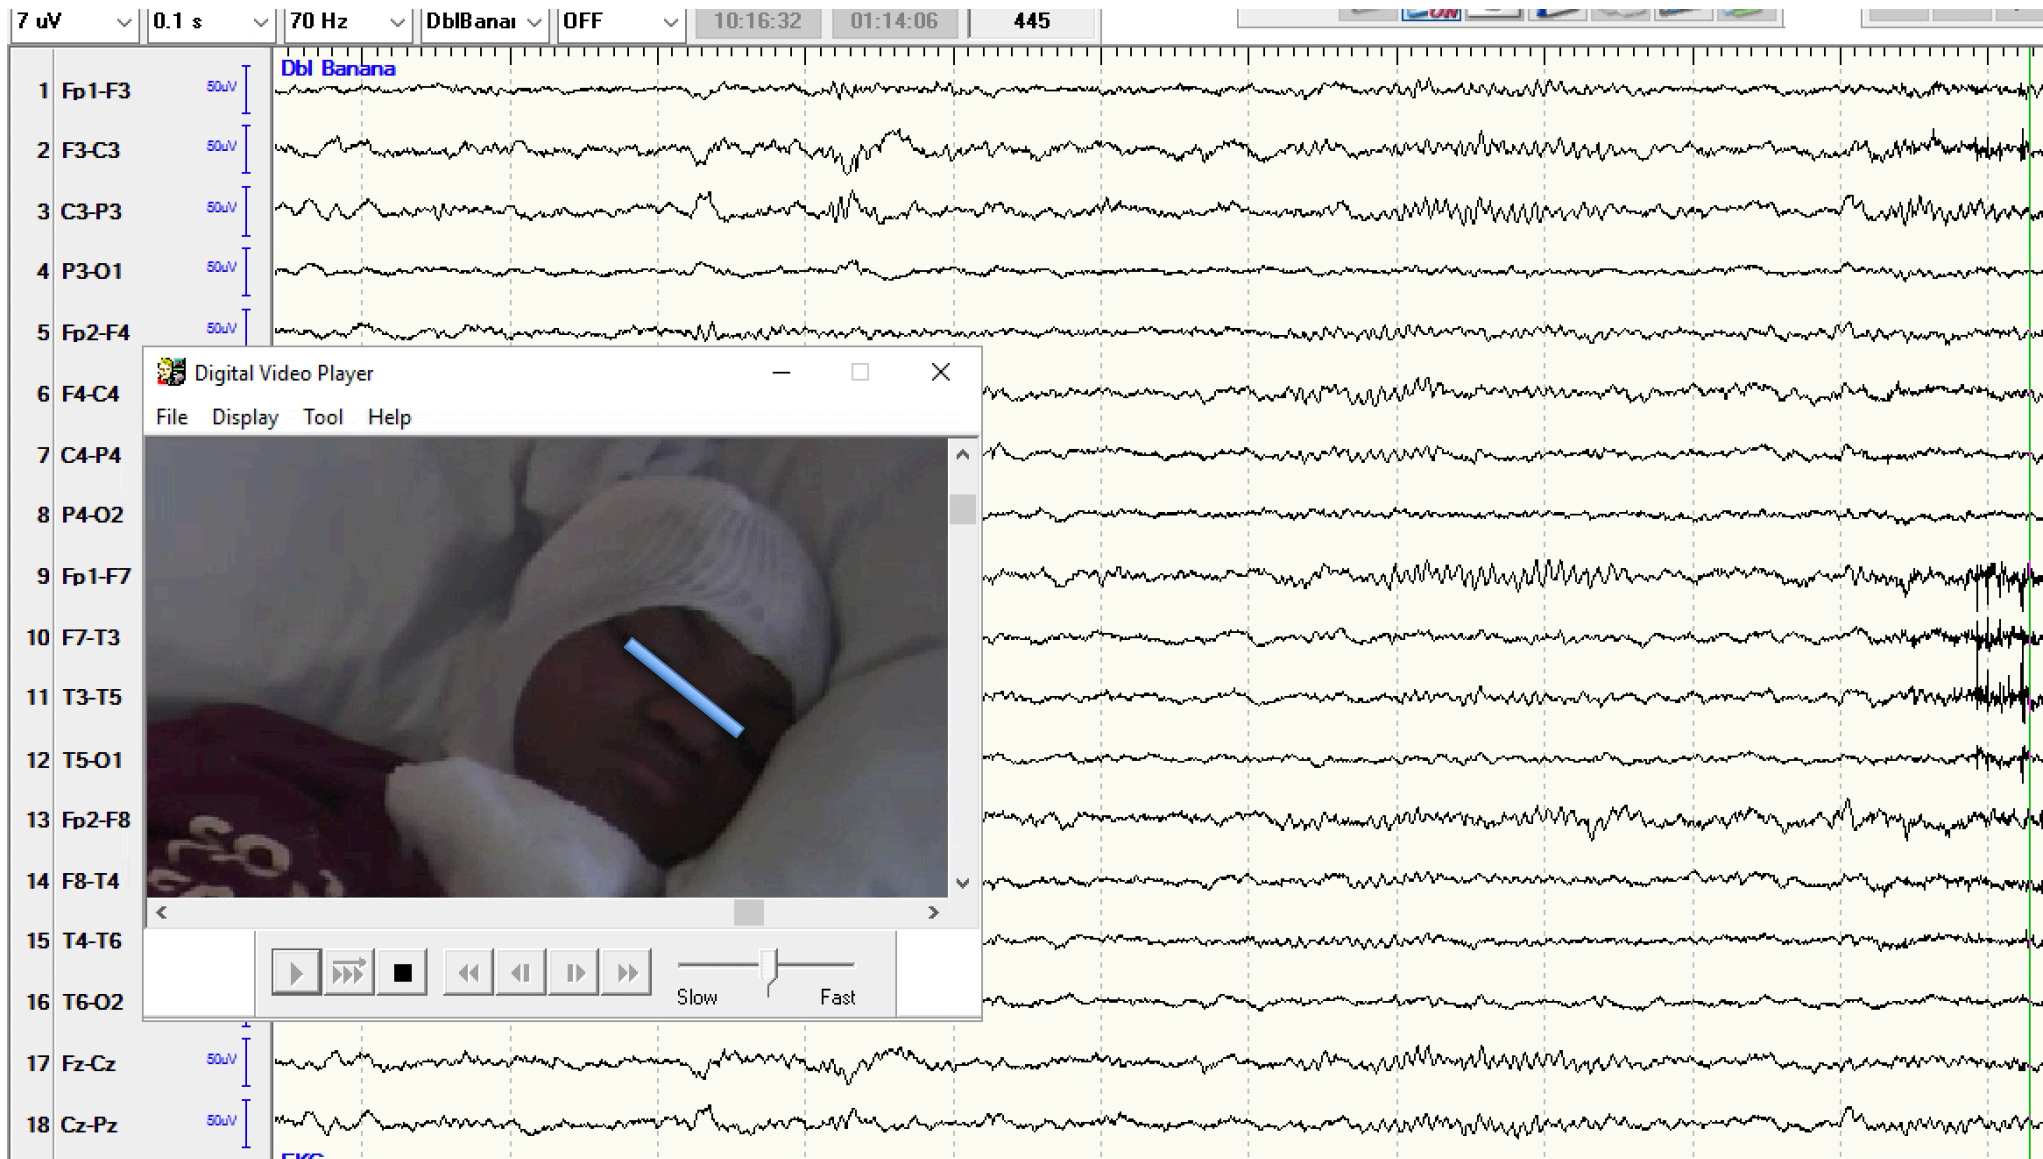 7 uV 0.1 s 70 Hz DblBanar OFF 10:16:32 01:14:06 445
ON
Dbl Banana
1 Fp1-F3 50uV
2 F3-C3 50uV
3 C3-P3 50uV
4 P3-O1 50uV
5 Fp2-F4 50uV
Digital Video Player
File Display Tool Help
6 F4-C4
7 C4-P4
8 P4-O2
9 Fp1-F7
10 F7-T3
11 T3-T5
12 T5-O1
13 Fp2-F8
14 F8-T4
15 T4-T6
16 T6-O2
Slow Fast
17 Fz-Cz 50uV
18 Cz-Pz 50uV
EKG